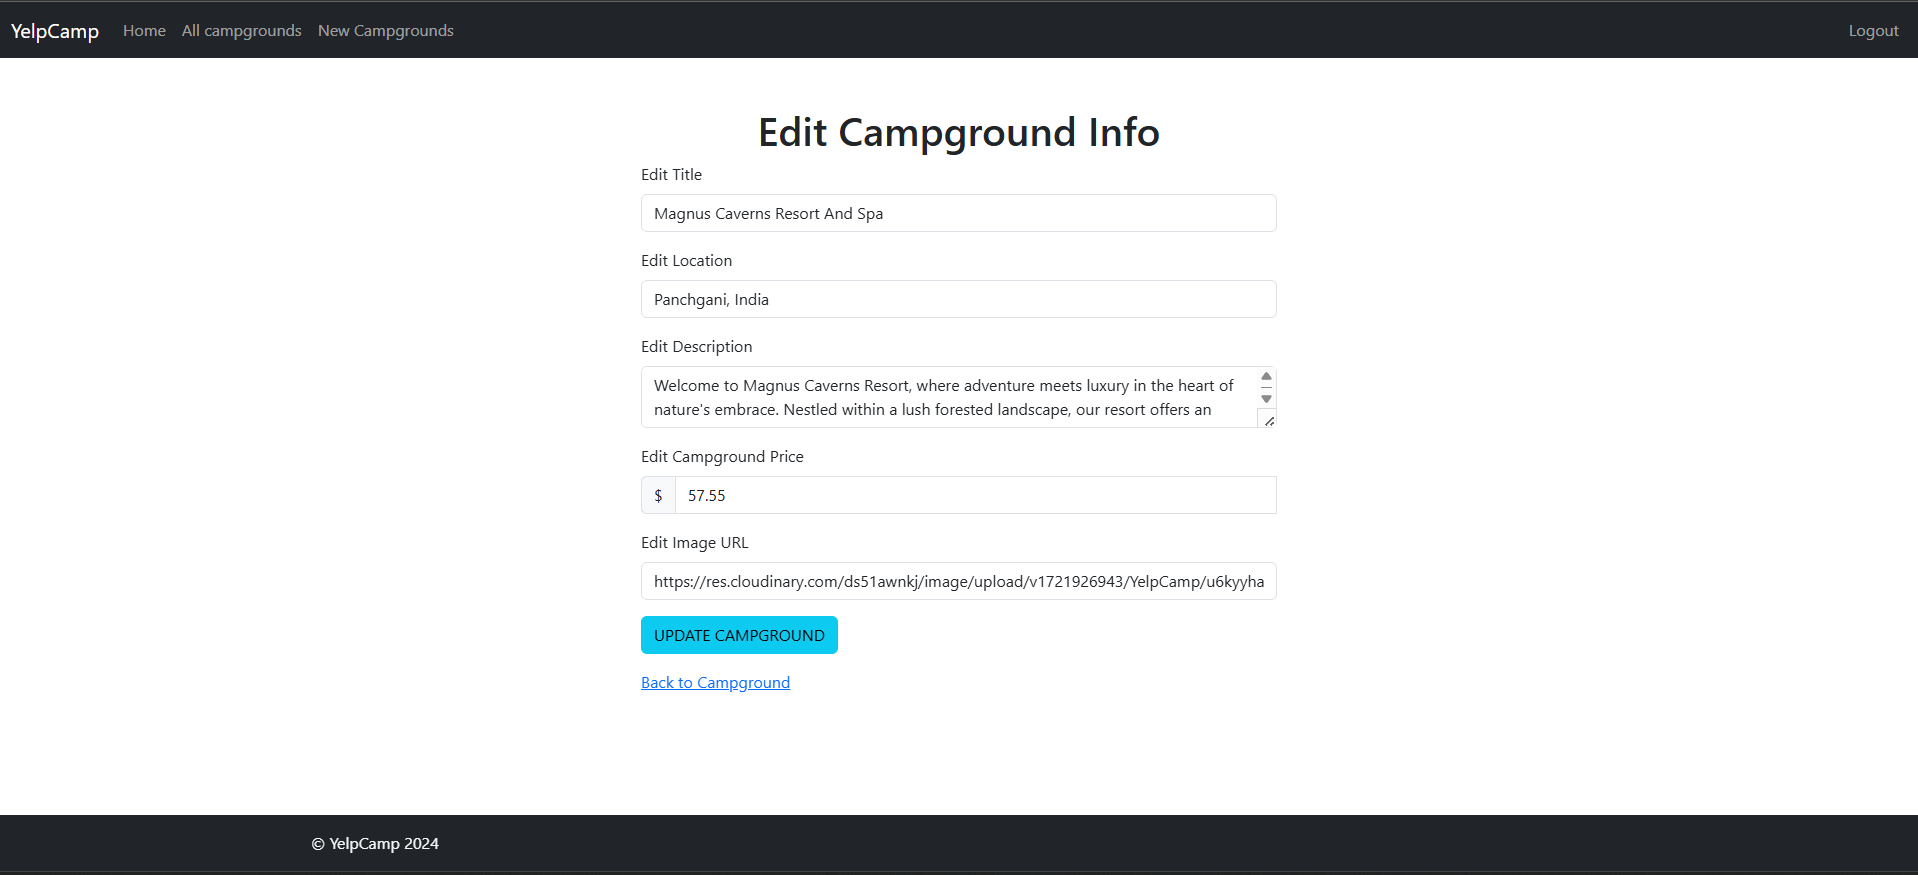 YelpCamp Home All campgrounds New Campgrounds Logout
Edit Campground Info
Edit Title
Magnus Caverns Resort And Spa
Edit Location
Panchgani, India
Edit Description
Welcome to Magnus Caverns Resort, where adventure meets luxury in the heart of
nature's embrace. Nestled within a lush forested landscape, our resort offers an
Edit Campground Price
$ 57.55
Edit Image URL
https://res.cloudinary.com/ds51awnkj/image/upload/v1721926943/YelpCamp/u6kyyha
UPDATE CAMPGROUND
Back to Campground
© YelpCamp 2024